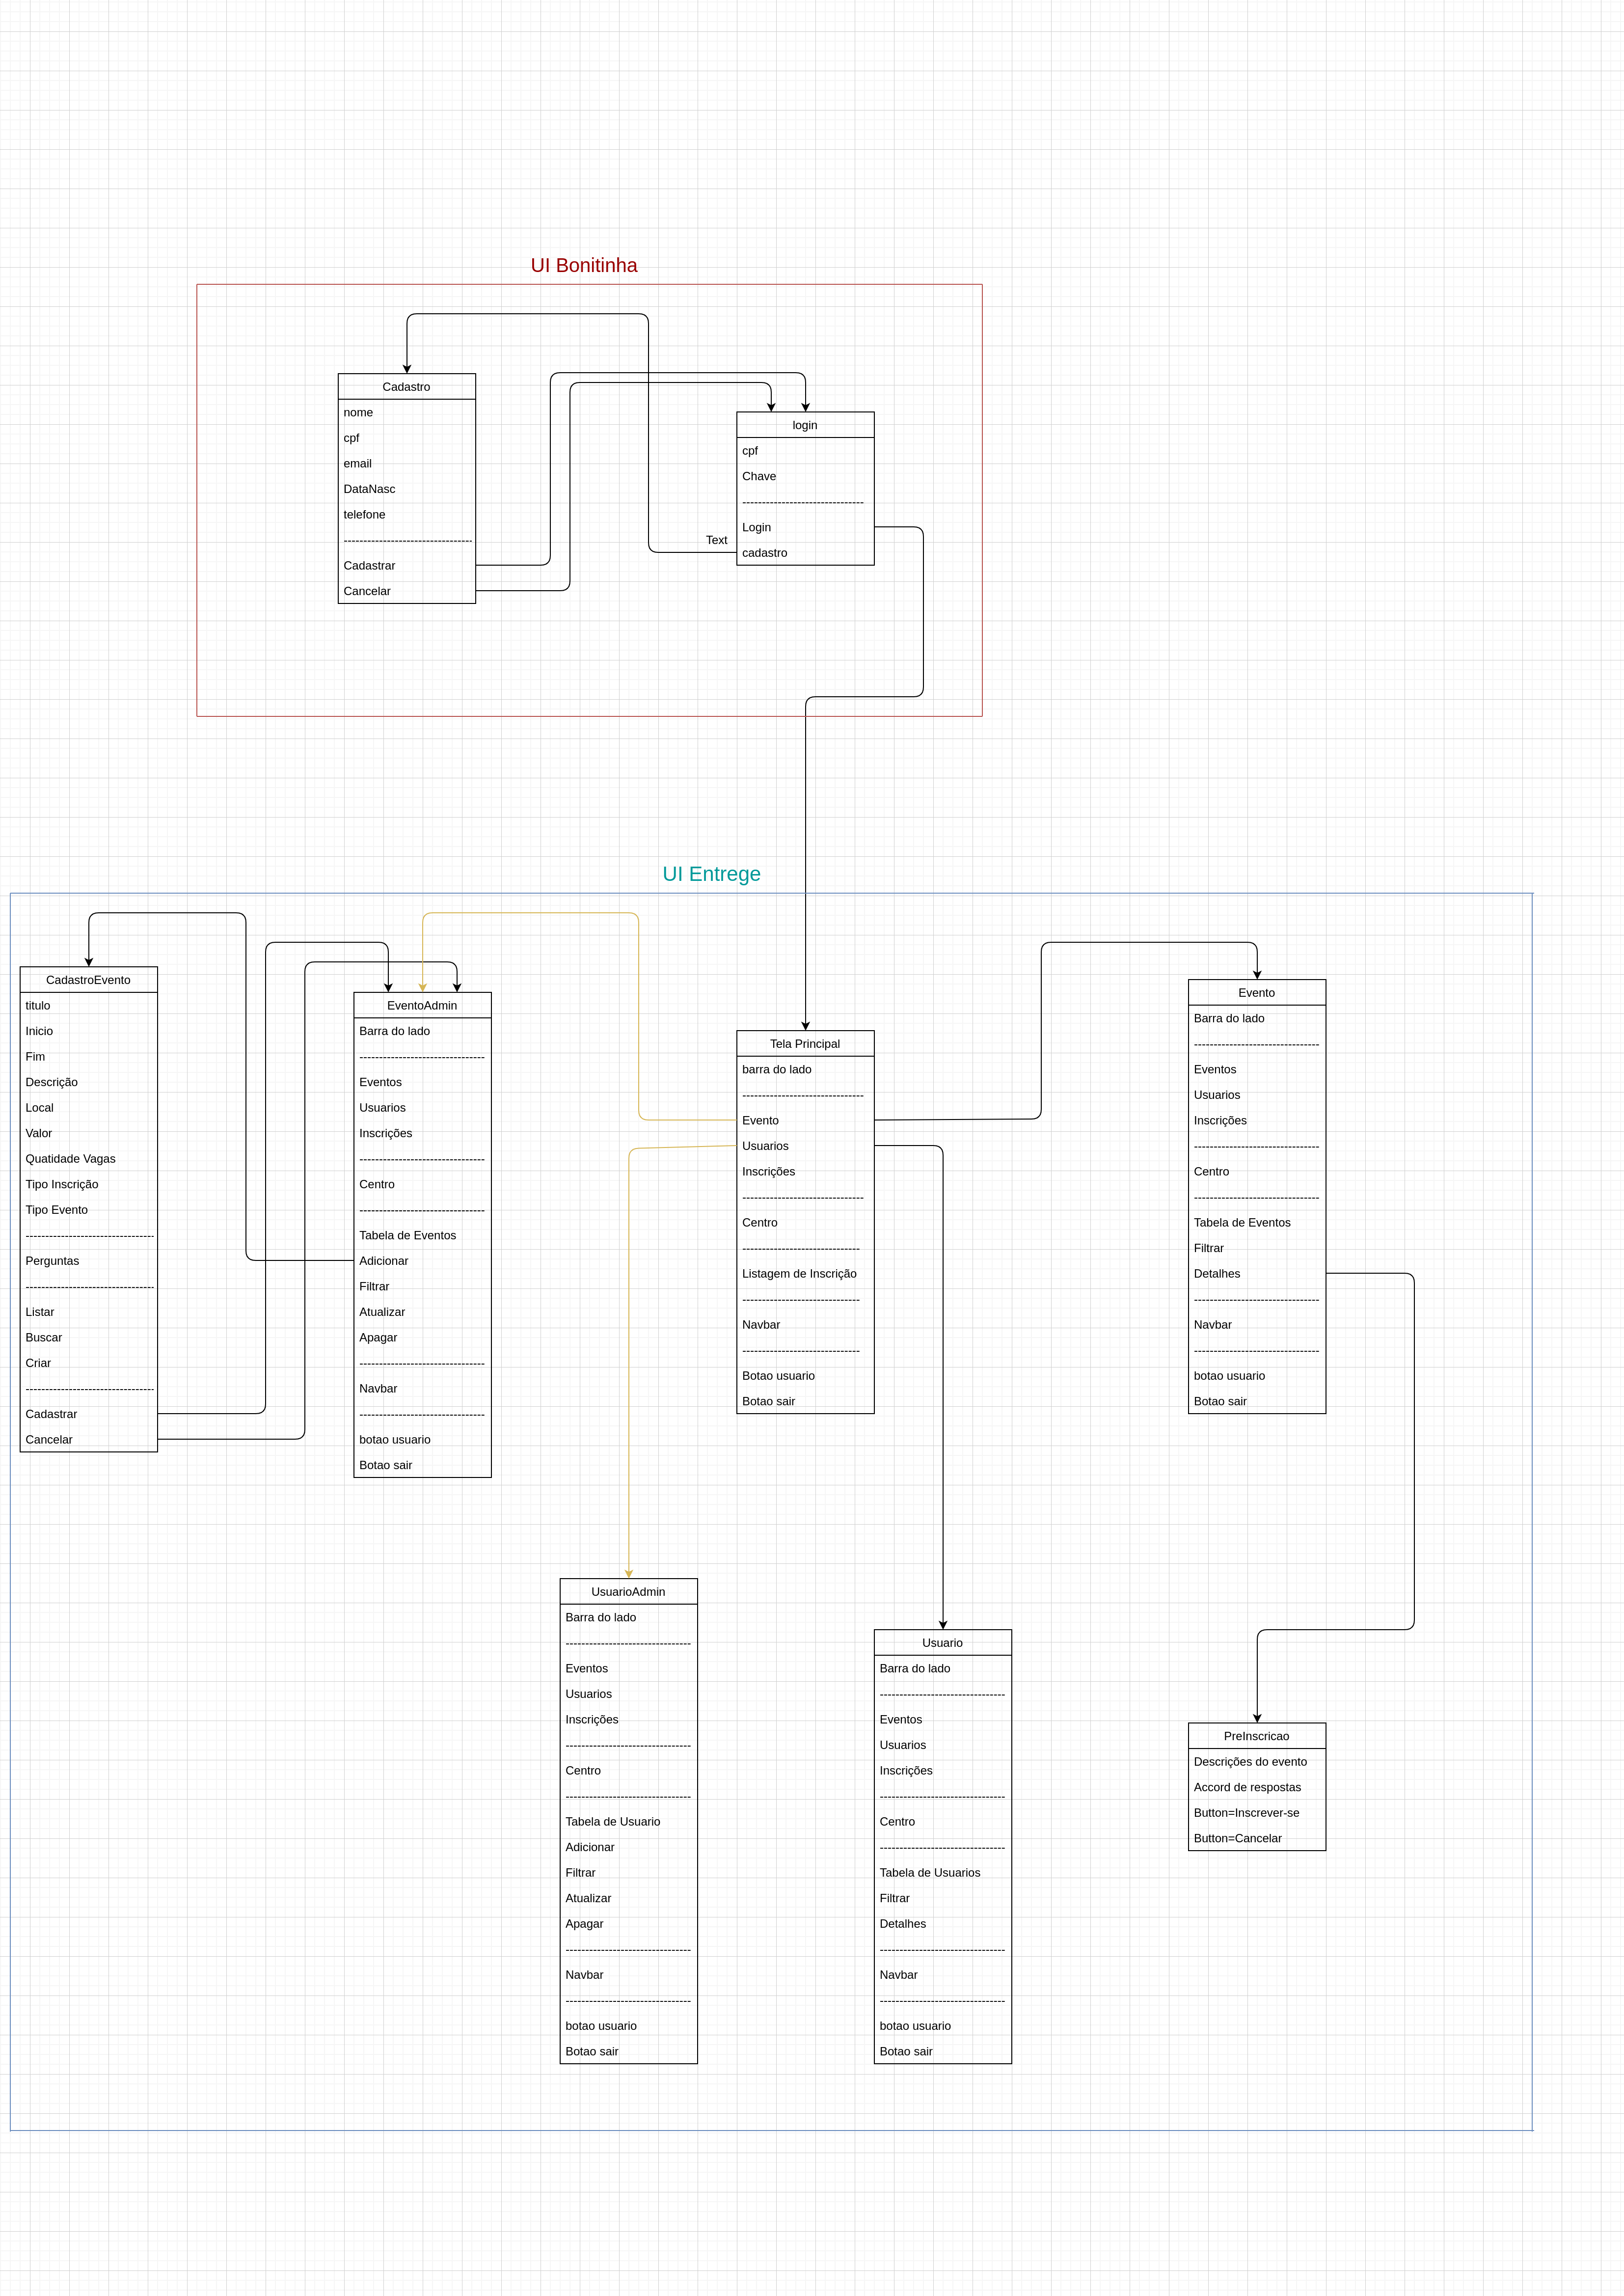 UI Bonitinha
Cadastro
nome
cpf
email
DataNasc
telefone
--------------------------------
Cadastrar
Cancelar
login
cpf
Chave
-------------------------------
Login
cadastro
Text
UI Entrege
CadastroEvento
titulo
Inicio
Fim
Descrição
Local
Valor
Quatidade Vagas
Tipo Inscrição
Tipo Evento
---------------------------------
Perguntas
---------------------------------
Listar
Buscar
Criar
---------------------------------
Cadastrar
Cancelar
EventoAdmin
Barra do lado
--------------------------------
Eventos
Usuarios
Inscrições
--------------------------------
Centro
--------------------------------
Tabela de Eventos
Adicionar
Filtrar
Atualizar
Apagar
--------------------------------
Navbar
--------------------------------
botao usuario
Botao sair
Tela Principal
barra do lado
-------------------------------
Evento
Usuarios
Inscrições
-------------------------------
Centro
------------------------------
Listagem de Inscrição
------------------------------
Navbar
------------------------------
Botao usuario
Botao sair
Evento
Barra do lado
--------------------------------
Eventos
Usuarios
Inscrições
--------------------------------
Centro
--------------------------------
Tabela de Eventos
Filtrar
Detalhes
--------------------------------
Navbar
--------------------------------
botao usuario
Botao sair
UsuarioAdmin
Barra do lado
--------------------------------
Eventos
Usuarios
Inscrições
--------------------------------
Centro
--------------------------------
Tabela de Usuario
Adicionar
Filtrar
Atualizar
Apagar
--------------------------------
Navbar
--------------------------------
botao usuario
Botao sair
Usuario
Barra do lado
--------------------------------
Eventos
Usuarios
Inscrições
--------------------------------
Centro
--------------------------------
Tabela de Usuarios
Filtrar
Detalhes
--------------------------------
Navbar
--------------------------------
botao usuario
Botao sair
PreInscricao
Descrições do evento
Accord de respostas
Button=Inscrever-se
Button=Cancelar